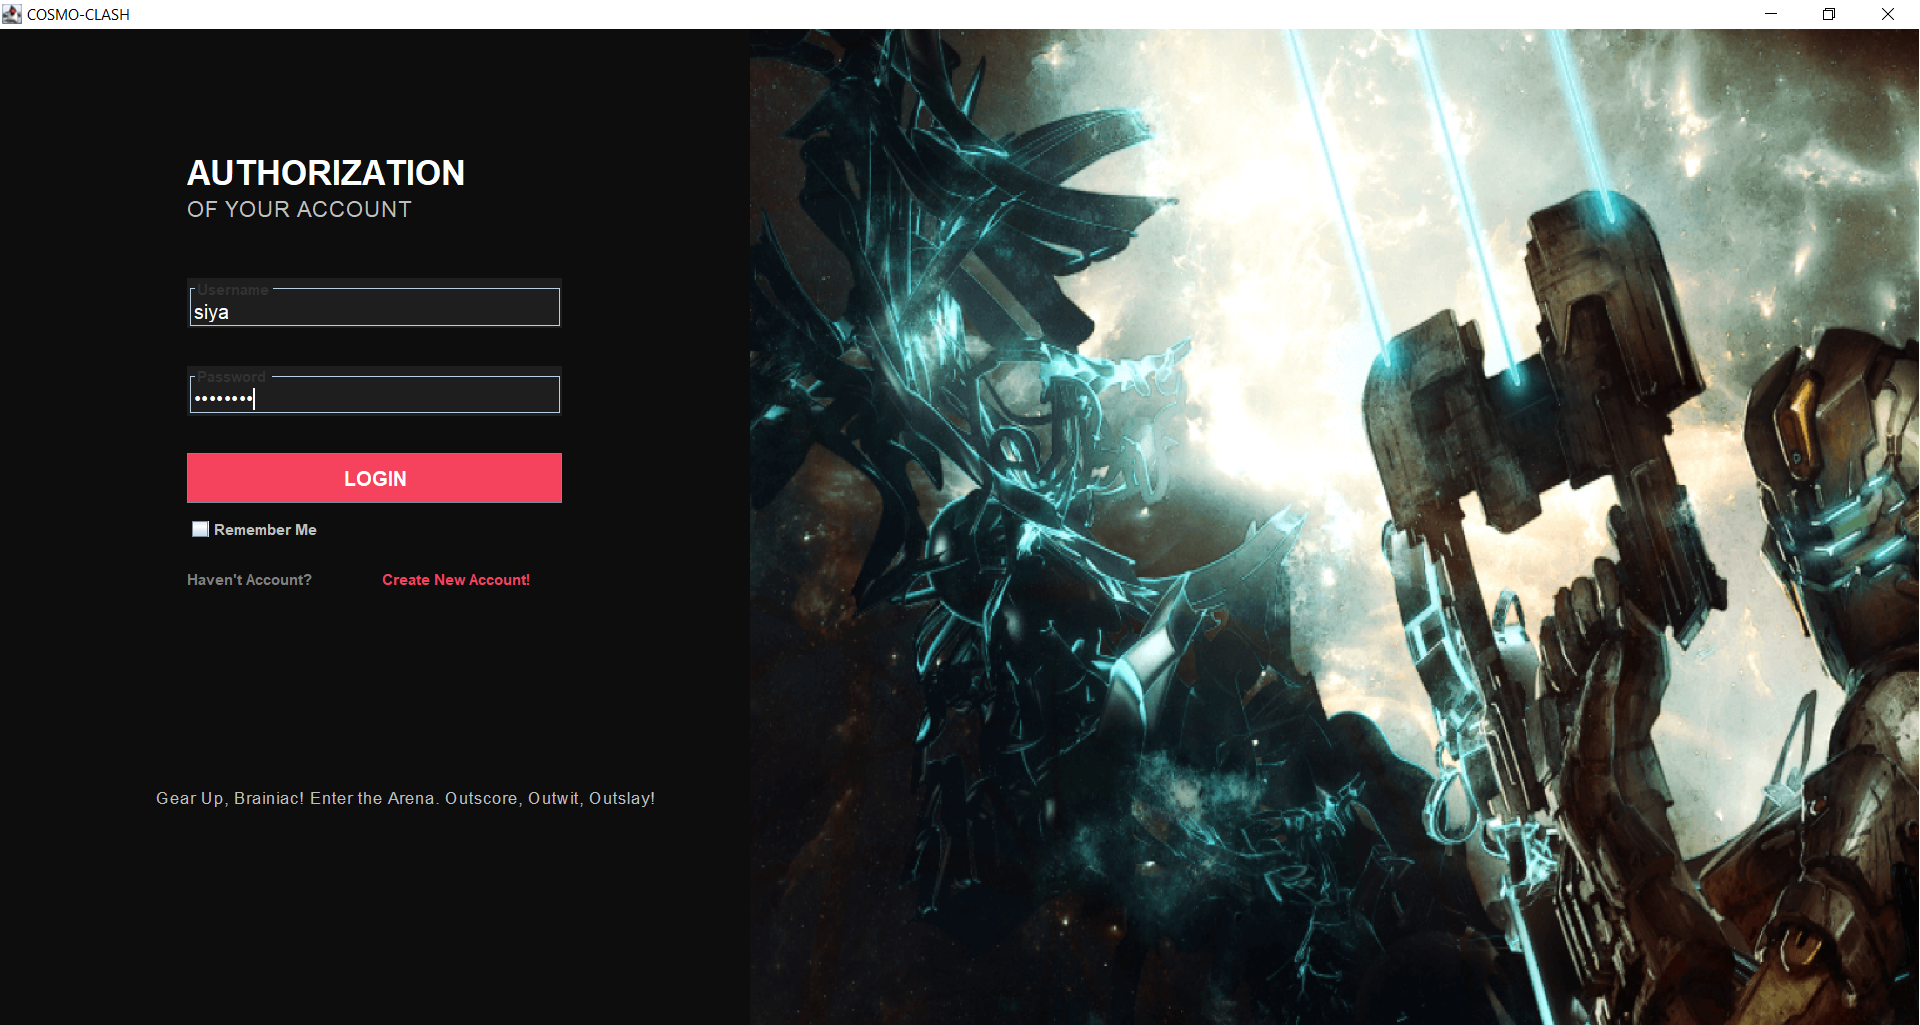 COSMO-CLASH
AUTHORIZATION
OF YOUR ACCOUNT
Username
siya
Password
••••••••
LOGIN
Remember Me
Haven't Account? Create New Account!
Gear Up, Brainiac! Enter the Arena. Outscore, Outwit, Outslay!